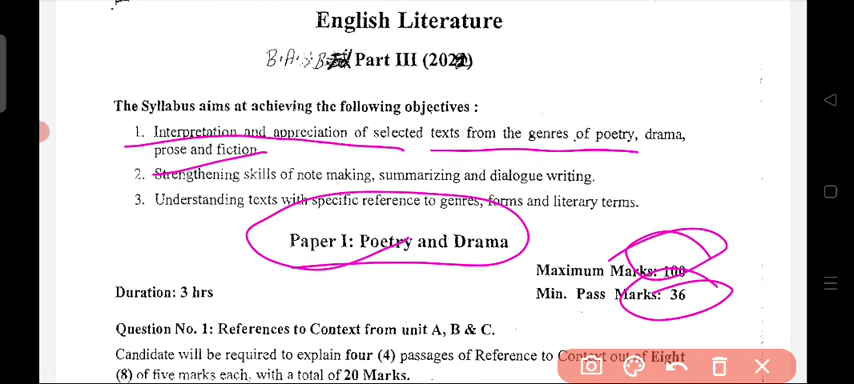 English Literature
B.A. Part III (202)
The Syllabus aims at achieving the following objectives :
1. Interpretation and appreciation of selected texts from the genres of poetry, drama,
prose and fiction.
2. Strengthening skills of note making, summarizing and dialogue writing.
3. Understanding texts with specific reference to genres, forms and literary terms.
Paper I: Poetry and Drama
Maximum Marks: 100
Duration: 3 hrs Min. Pass Marks: 36
Question No. 1: References to Context from unit A, B & C.
Candidate will be required to explain four (4) passages of Reference to Context out of Eight
(8) of five marks each, with a total of 20 Marks.